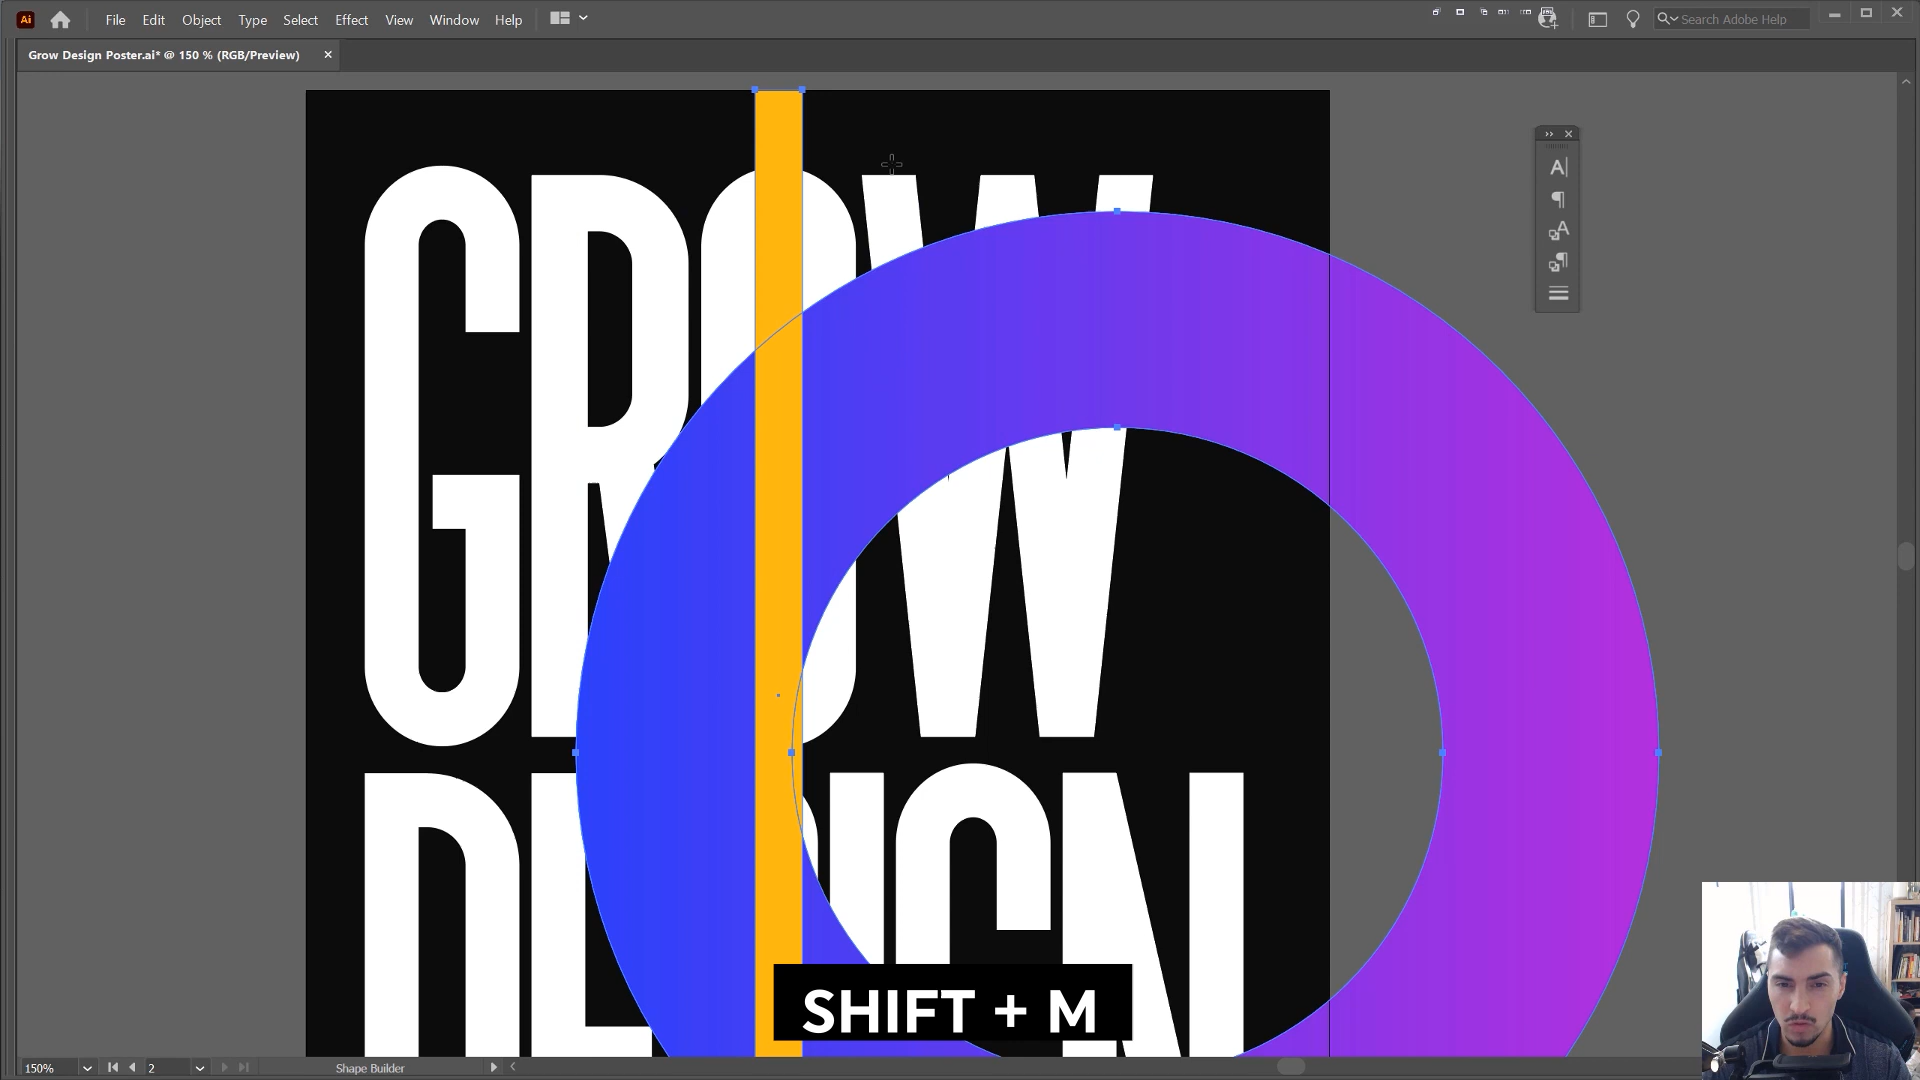 Ai File Edit Object Type Select Effect View Window Help Search Adobe Help
Grow Design Poster.ai* @ 150 % (RGB/Preview)
GROW
DESIGN
SHIFT + M
150% 2 Shape Builder